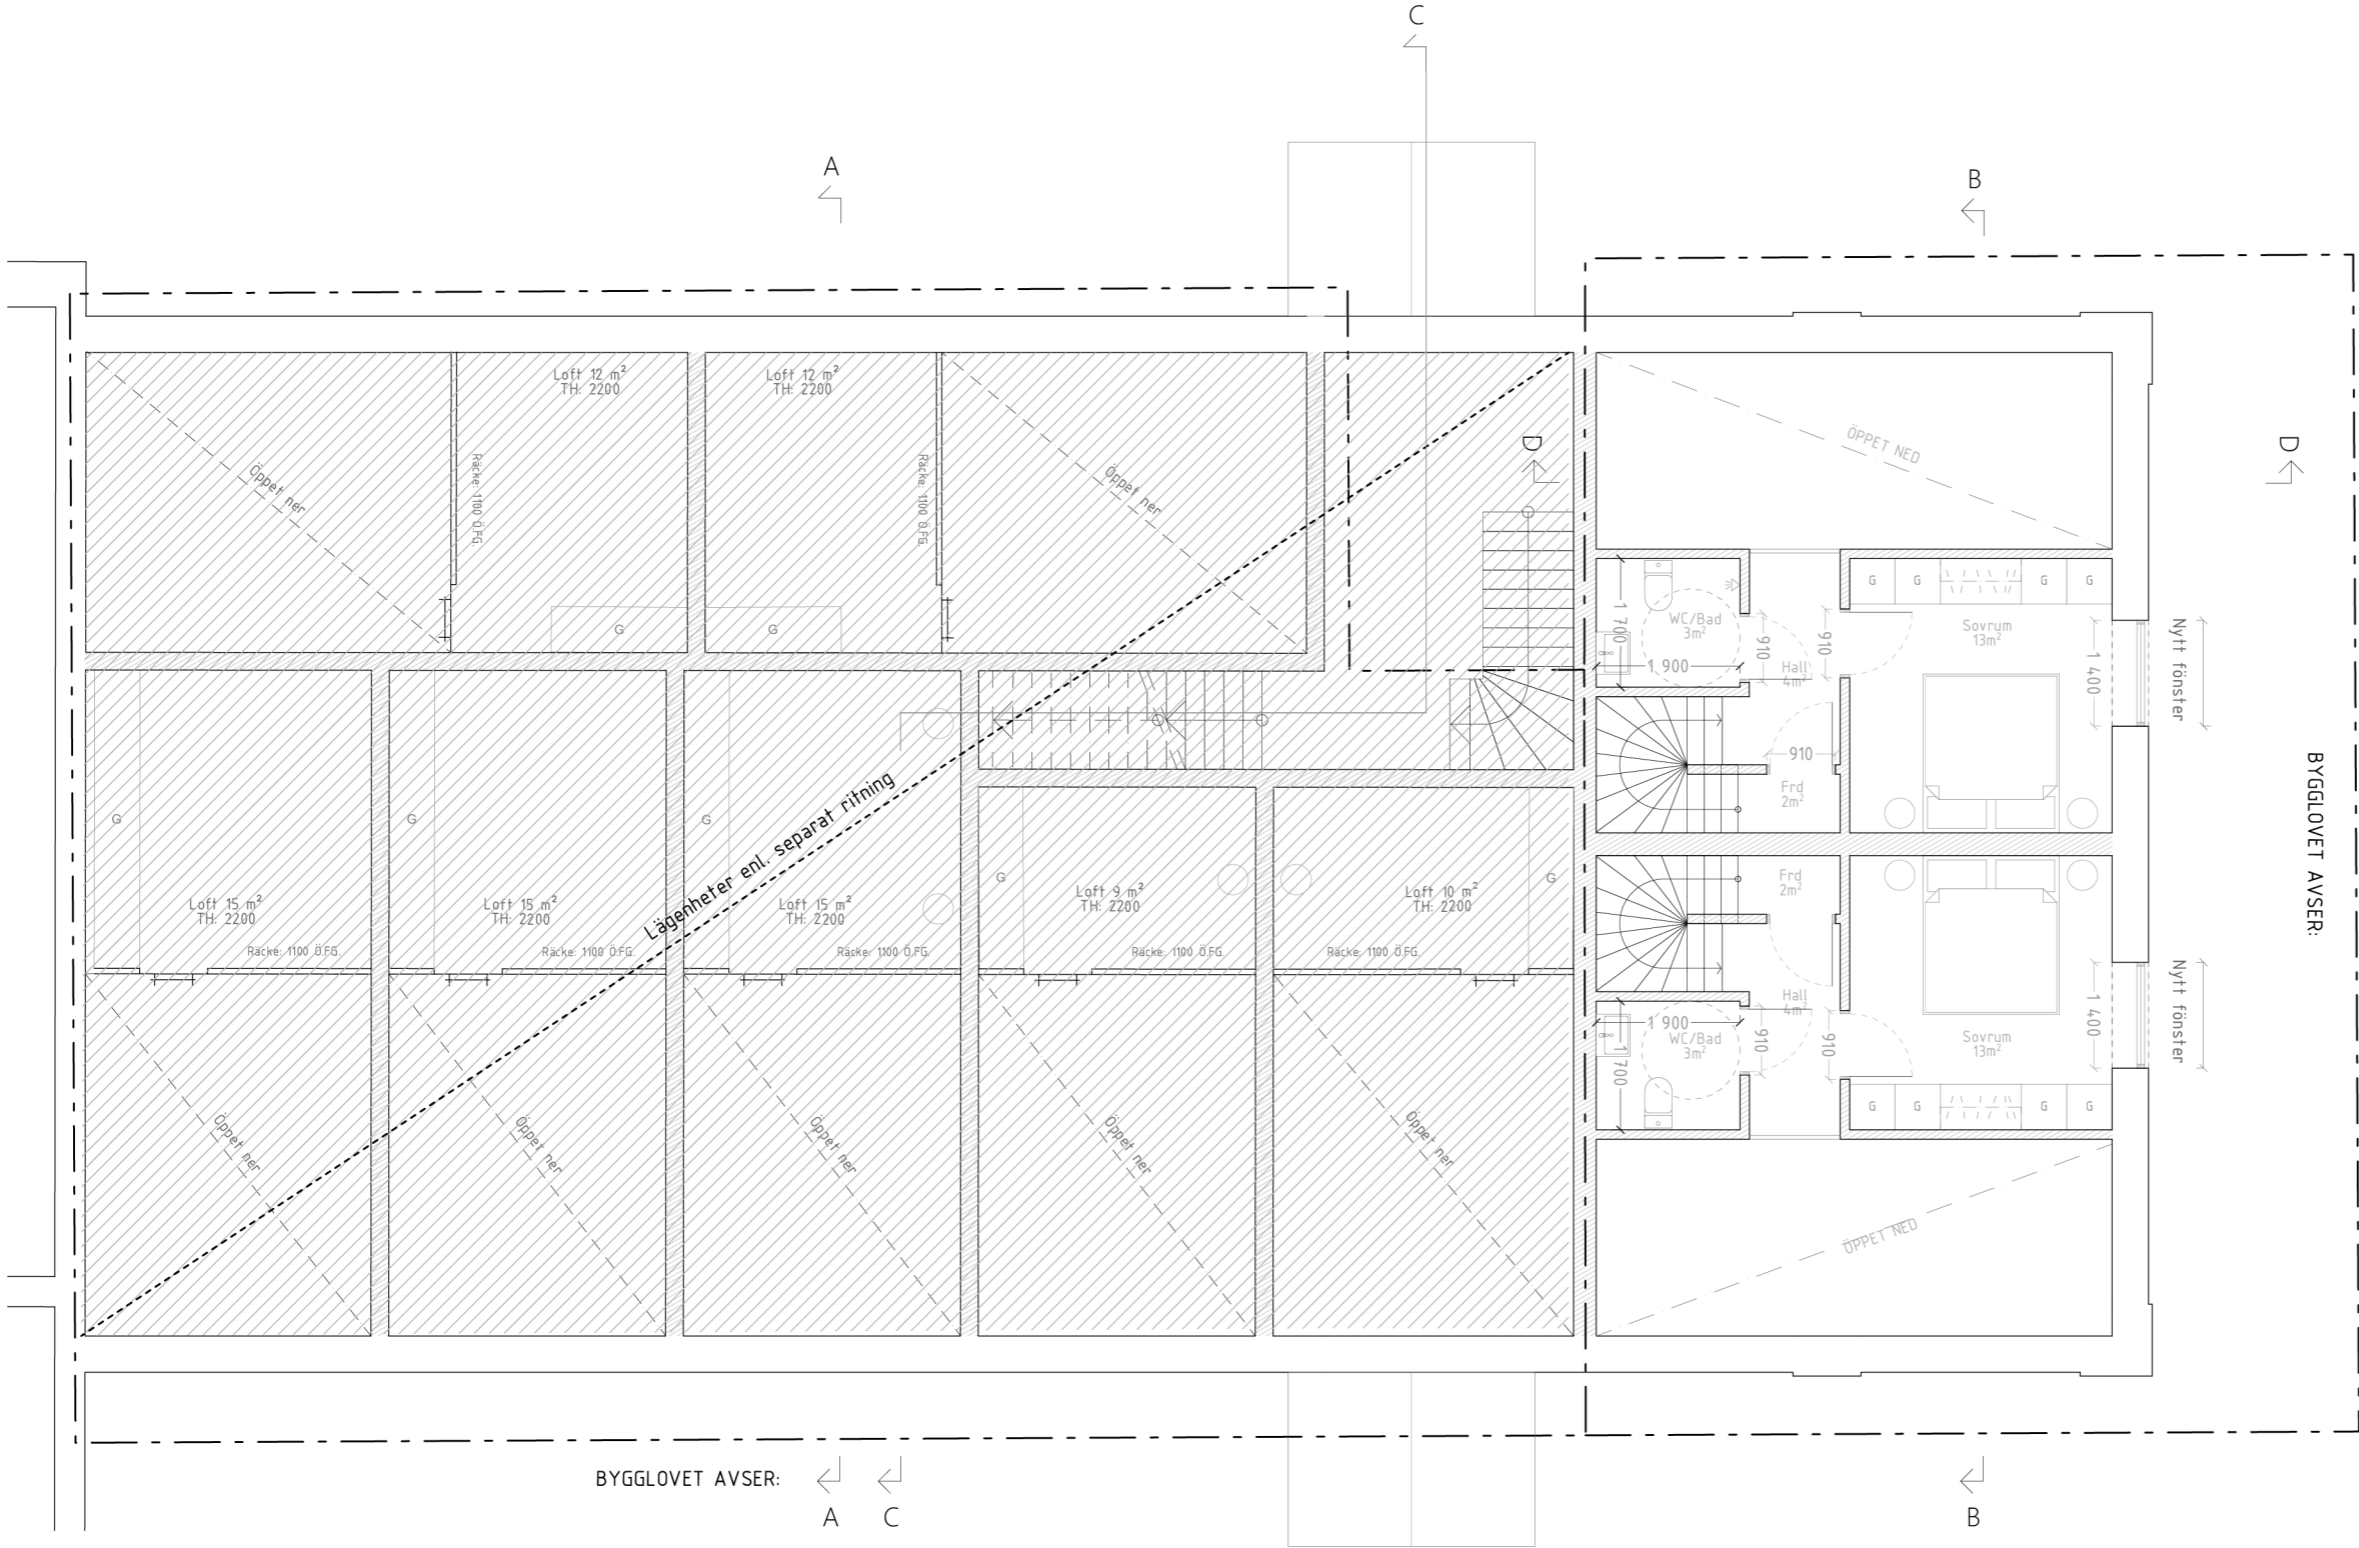 C
A
B
Loft 12 m²
TH: 2200
Loft 12 m²
TH: 2200
Öppet ner
Räcke: 1100 Ö.FG.
Räcke: 1100 Ö.FG.
Öppet ner
D
ÖPPET NED
D
G
G
1 700
WC/Bad
3m²
1 900
910
910
Hall
4m²
G
G
G
G
Sovrum
13m²
1 400
Nytt fönster
910
Frd
2m²
BYGGLOVET AVSER:
G
G
G
Lägenheter enl. separat ritning
G
G
Loft 15 m²
TH: 2200
Loft 15 m²
TH: 2200
Loft 15 m²
TH: 2200
Loft 9 m²
TH: 2200
Loft 10 m²
TH: 2200
Räcke: 1100 Ö.FG.
Räcke: 1100 Ö.FG.
Räcke: 1100 Ö.FG.
Räcke: 1100 Ö.FG.
Räcke: 1100 Ö.FG.
Frd
2m²
Hall
4m²
1 900
WC/Bad
3m²
1 700
910
910
Sovrum
13m²
1 400
Nytt fönster
G
G
G
G
Öppet ner
Öppet ner
Öppet ner
Öppet ner
Öppet ner
ÖPPET NED
BYGGLOVET AVSER:
A
C
B